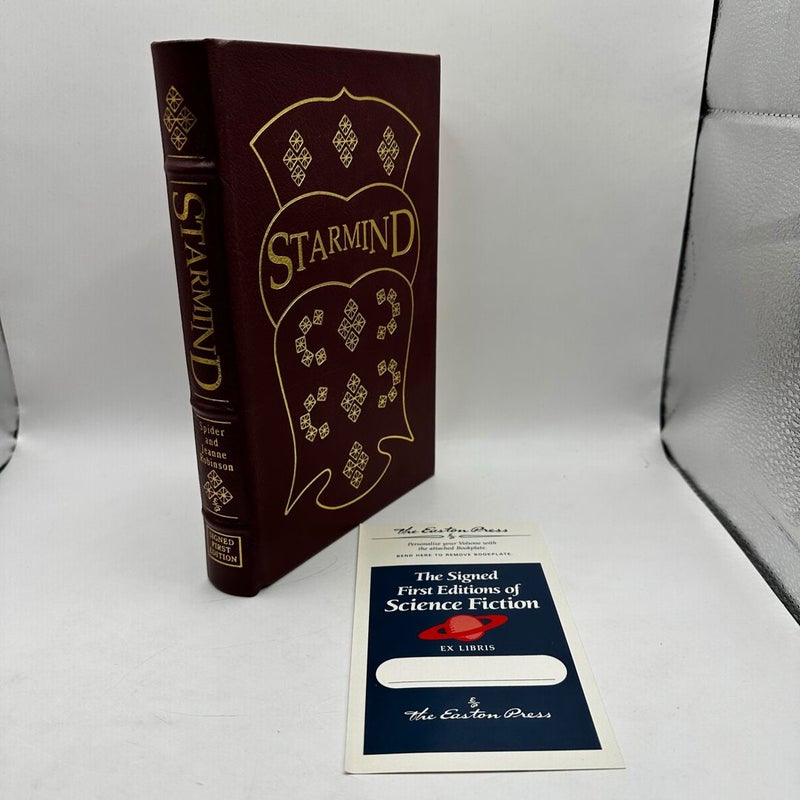 STARMIND
STARMIND
Spider
and
Jeanne
Robinson
SIGNED
FIRST
EDITION
The Easton Press
Personalize your Volume with
the attached Bookplate.
BEND HERE TO REMOVE BOOKPLATE.
The Signed
First Editions of
Science Fiction
EX LIBRIS
The Easton Press